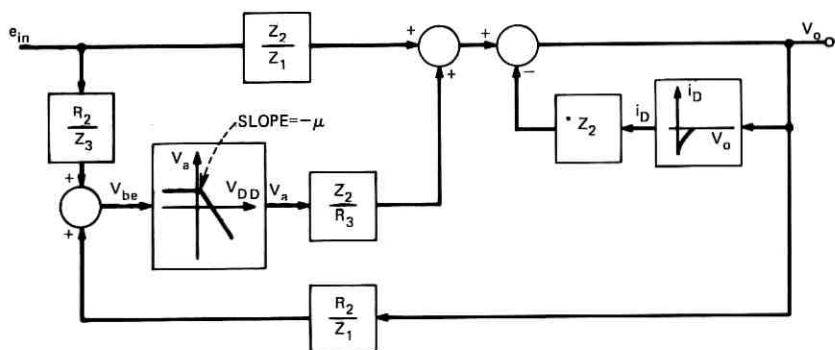 e_in
Z_2
Z_1
+
+
+
−
V_o
R_2
Z_3
SLOPE=−μ
i_D
i_D
Z_2
V_o
+
V_be
+
V_a
V_DD
V_a
Z_2
R_3
R_2
Z_1